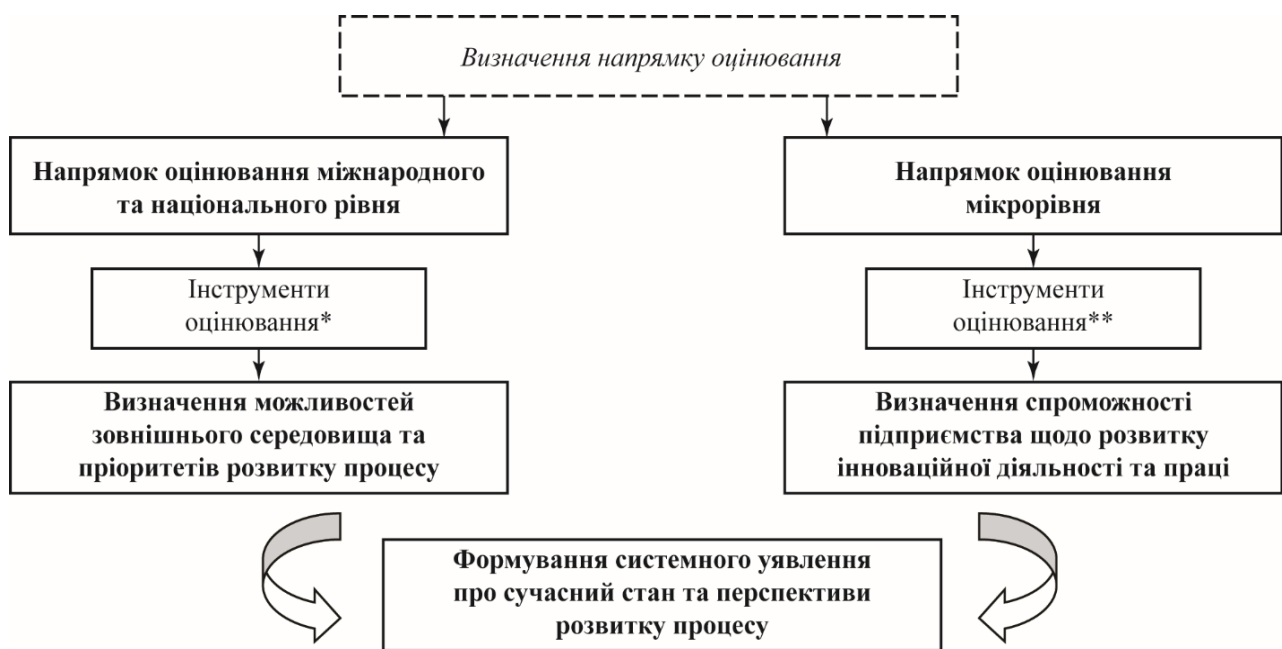 Визначення напрямку оцінювання
Напрямок оцінювання міжнародного
та національного рівня
Напрямок оцінювання
мікрорівня
Інструменти
оцінювання*
Інструменти
оцінювання**
Визначення можливостей
зовнішнього середовища та
пріоритетів розвитку процесу
Визначення спроможності
підприємства щодо розвитку
інноваційної діяльності та праці
Формування системного уявлення
про сучасний стан та перспективи
розвитку процесу